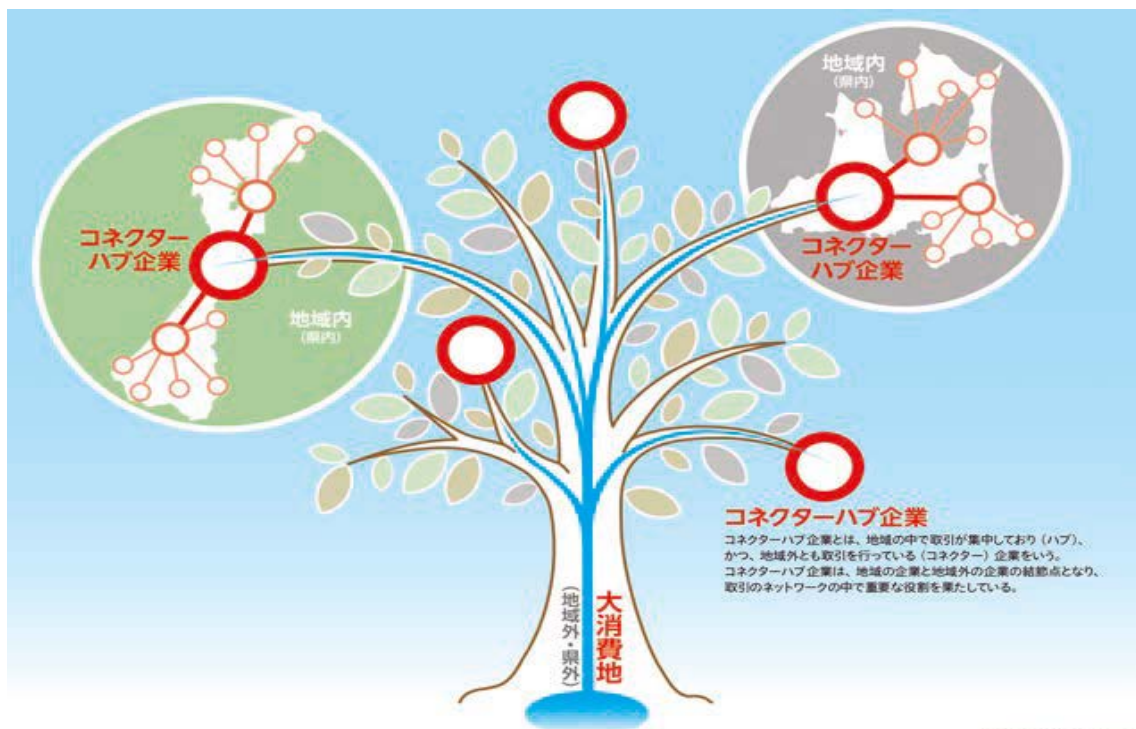 地域内
(県内)
コネクター
ハブ企業
地域内
(県内)
コネクター
ハブ企業
コネクターハブ企業
コネクターハブ企業とは、地域の中で取引が集中しており(ハブ)、
かつ、地域外とも取引を行っている(コネクター)企業をいう。
コネクターハブ企業は、地域の企業と地域外の企業の結節点となり、
取引のネットワークの中で重要な役割を果たしている。
大消費地
(地域外・県外)